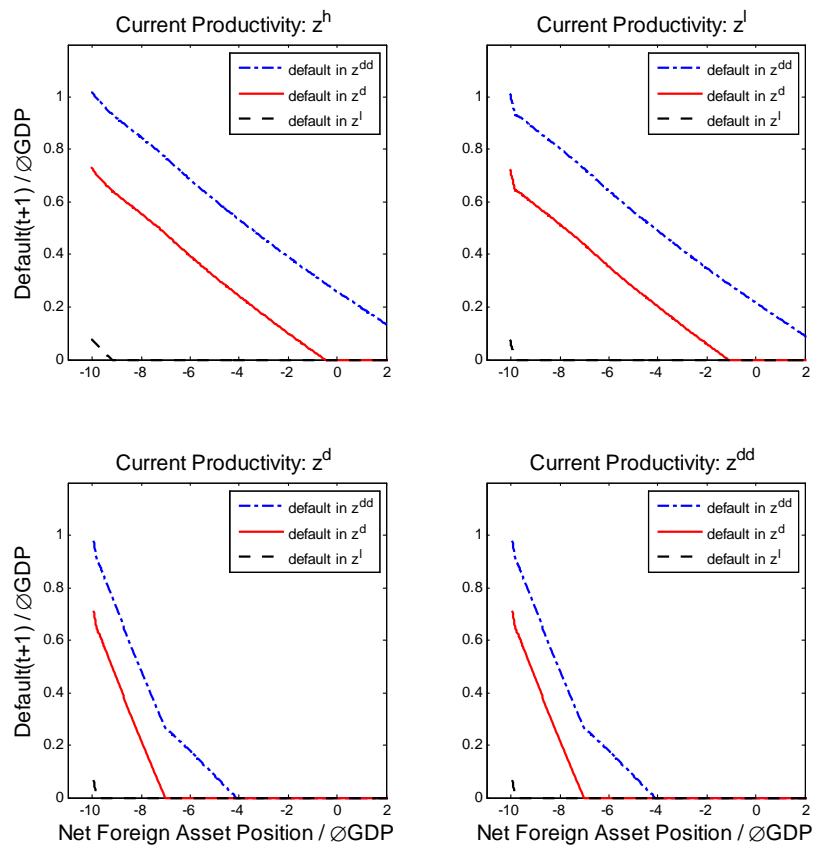 Current Productivity: z^h
default in z^dd
default in z^d
default in z^l
1
0.8
0.6
0.4
0.2
0
-10 -8 -6 -4 -2 0 2
Default(t+1) / ∅GDP
Current Productivity: z^l
default in z^dd
default in z^d
default in z^l
1
0.8
0.6
0.4
0.2
0
-10 -8 -6 -4 -2 0 2
Current Productivity: z^d
default in z^dd
default in z^d
default in z^l
1
0.8
0.6
0.4
0.2
0
-10 -8 -6 -4 -2 0 2
Default(t+1) / ∅GDP
Net Foreign Asset Position / ∅GDP
Current Productivity: z^dd
default in z^dd
default in z^d
default in z^l
1
0.8
0.6
0.4
0.2
0
-10 -8 -6 -4 -2 0 2
Net Foreign Asset Position / ∅GDP